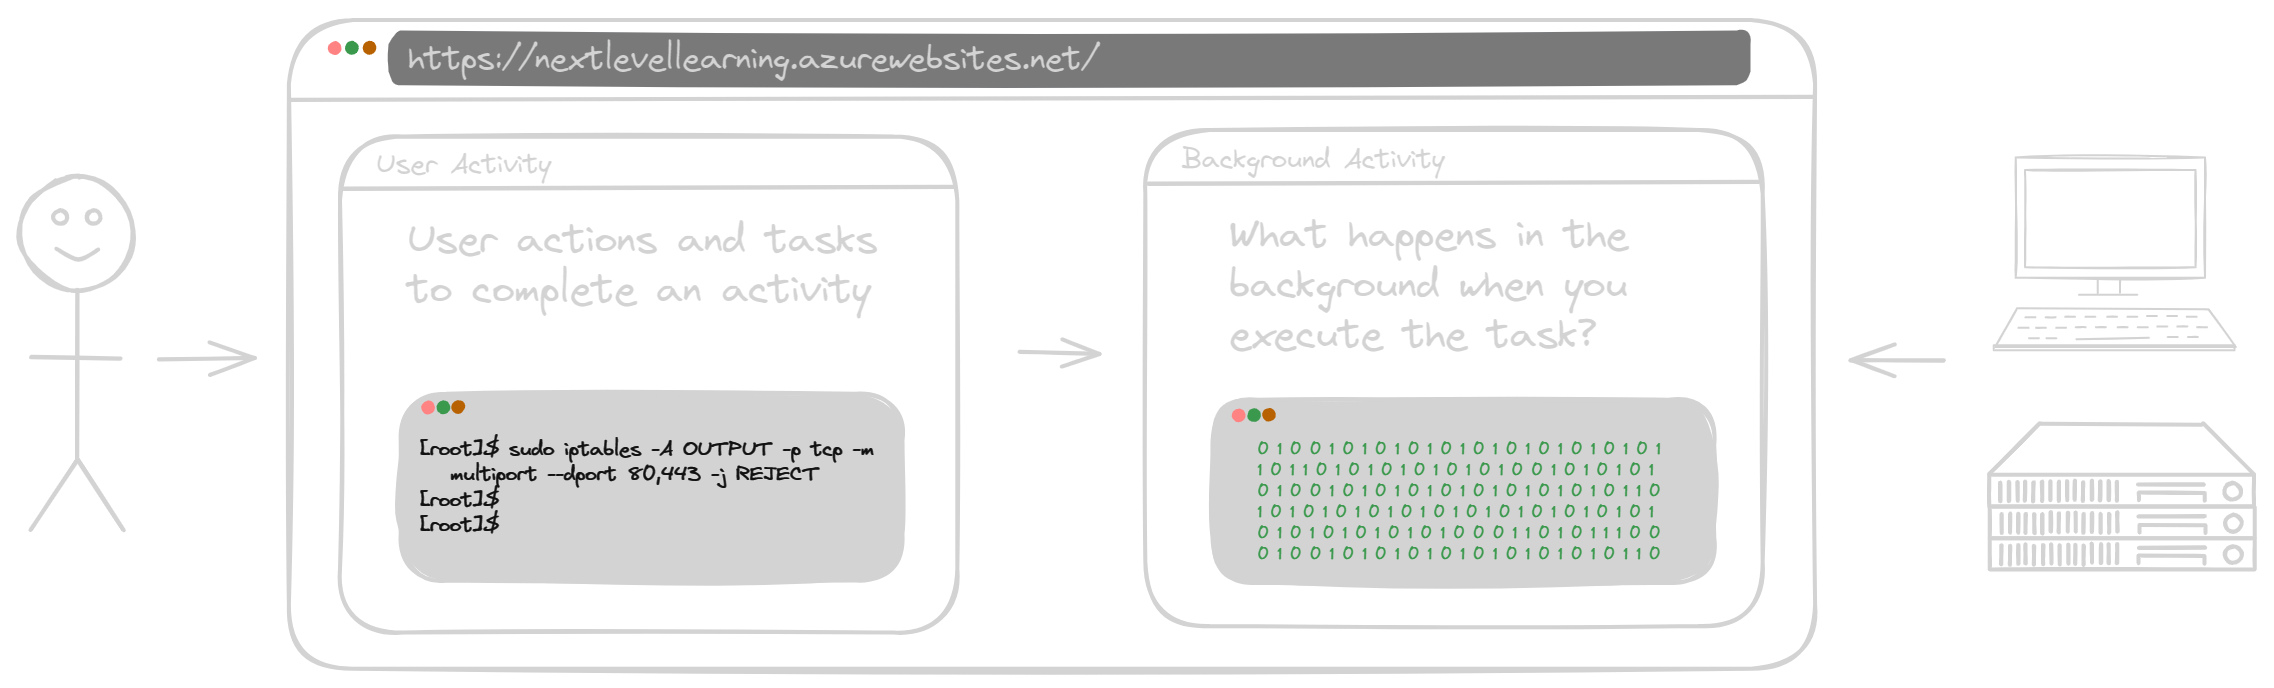 https://nextlevellearning.azurewebsites.net/
User Activity
User actions and tasks
to complete an activity
[root]$ sudo iptables -A OUTPUT -p tcp -m
multiport --dport 80,443 -j REJECT
[root]$
[root]$
Background Activity
What happens in the
background when you
execute the task?
0 1 0 0 1 0 1 0 1 0 1 0 1 0 1 0 1 0 1 0 1 0 1 0 1
1 0 1 1 0 1 0 1 0 1 0 1 0 1 0 1 0 0 1 0 1 0 1 0 1
0 1 0 0 1 0 1 0 1 0 1 0 1 0 1 0 1 0 1 0 1 0 1 1 0
1 0 1 0 1 0 1 0 1 0 1 0 1 0 1 0 1 0 1 0 1 0 1 0 1
0 1 0 1 0 1 0 1 0 1 0 1 0 0 0 1 1 0 1 0 1 1 1 0 0
0 1 0 0 1 0 1 0 1 0 1 0 1 0 1 0 1 0 1 0 1 0 1 1 0